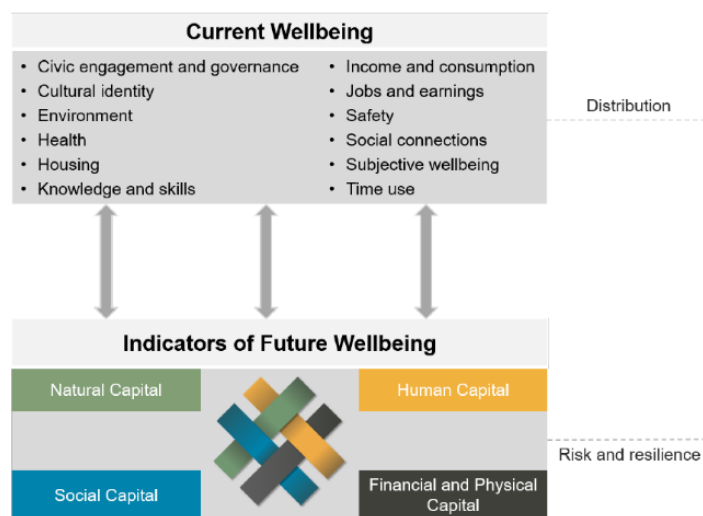 Current Wellbeing
• Civic engagement and governance
• Cultural identity
• Environment
• Health
• Housing
• Knowledge and skills
• Income and consumption
• Jobs and earnings
• Safety
• Social connections
• Subjective wellbeing
• Time use
Distribution
Indicators of Future Wellbeing
Natural Capital
Human Capital
Social Capital
Financial and Physical
Capital
Risk and resilience